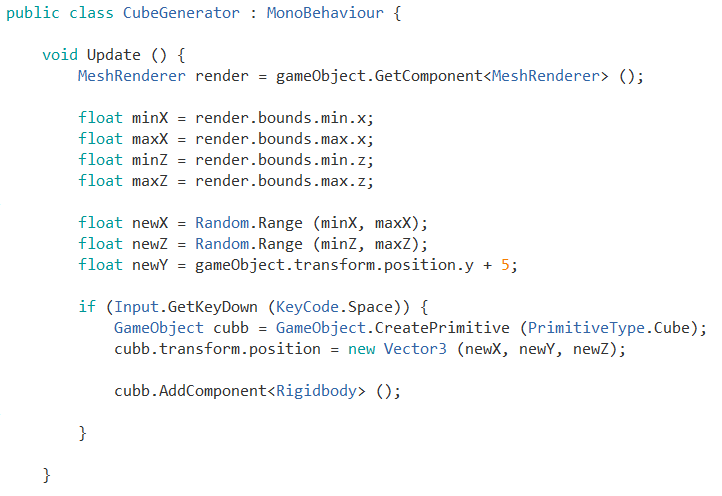 public class CubeGenerator : MonoBehaviour {
void Update () {
MeshRenderer render = gameObject.GetComponent<MeshRenderer> ();
float minX = render.bounds.min.x;
float maxX = render.bounds.max.x;
float minZ = render.bounds.min.z;
float maxZ = render.bounds.max.z;
float newX = Random.Range (minX, maxX);
float newZ = Random.Range (minZ, maxZ);
float newY = gameObject.transform.position.y + 5;
if (Input.GetKeyDown (KeyCode.Space)) {
GameObject cubb = GameObject.CreatePrimitive (PrimitiveType.Cube);
cubb.transform.position = new Vector3 (newX, newY, newZ);
cubb.AddComponent<Rigidbody> ();
}
}